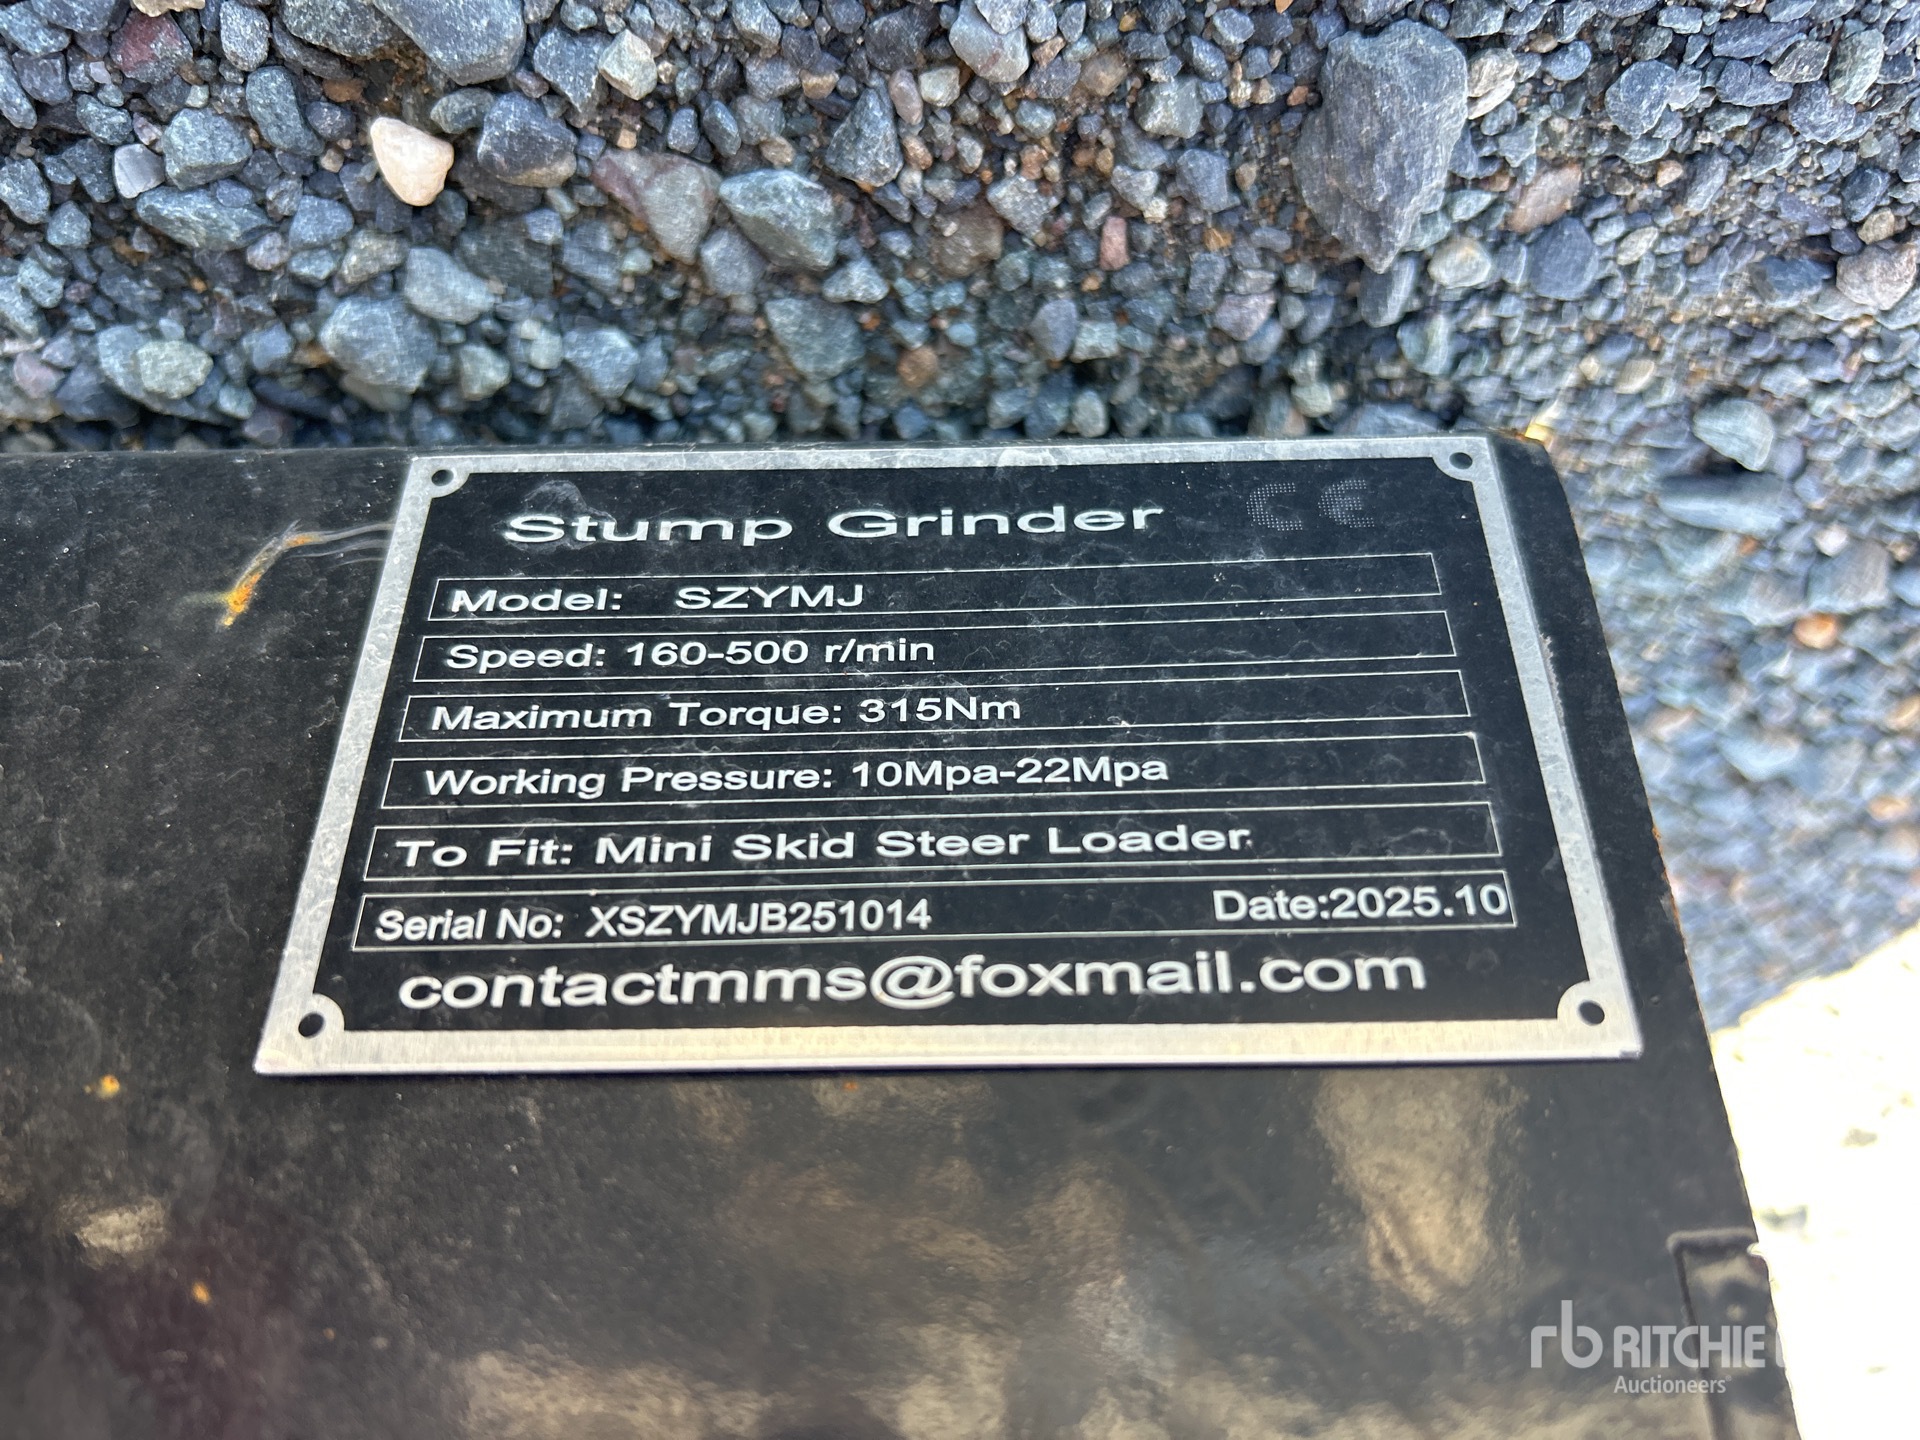 Stump Grinder CE
Model: SZYMJ
Speed: 160-500 r/min
Maximum Torque: 315Nm
Working Pressure: 10Mpa-22Mpa
To Fit: Mini Skid Steer Loader
Serial No: XSZYMJB251014 Date:2025.10
contactmms@foxmail.com
rb RITCHIE
Auctioneers